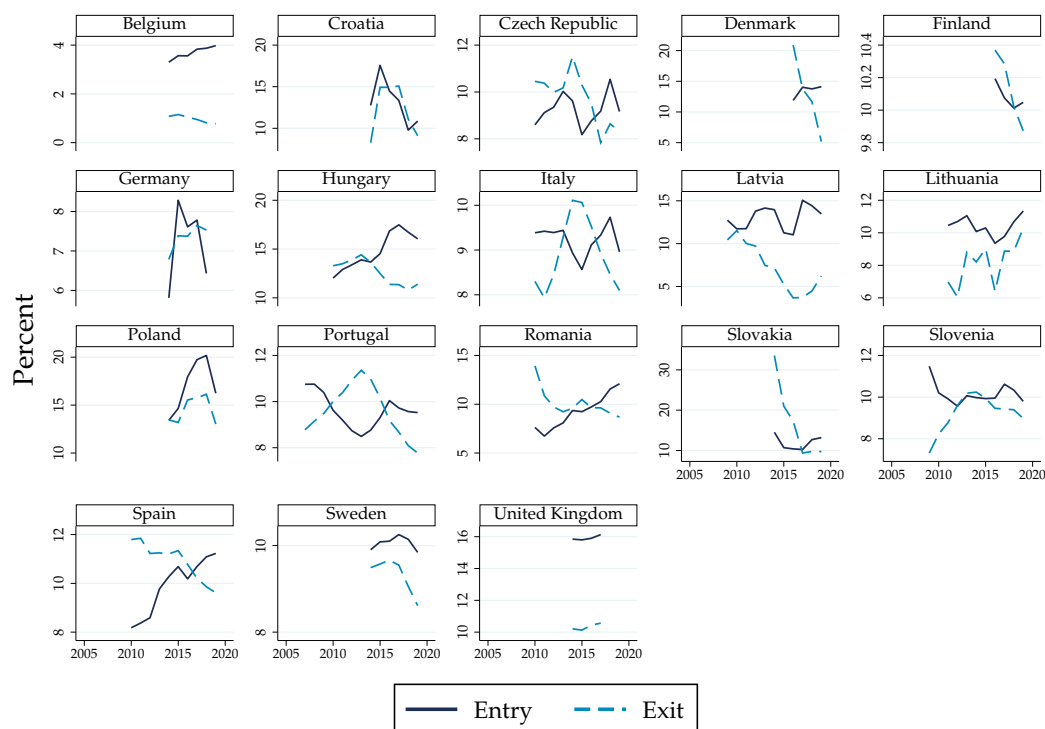 Percent
Belgium
0 2 4
Croatia
10 15 20
Czech Republic
8 10 12
Denmark
5 10 15 20
Finland
9.8 10 10.2 10.4
Germany
6 7 8
Hungary
10 15 20
Italy
8 9 10
Latvia
0 5 10 15
Lithuania
6 8 10 12
Poland
10 15 20
Portugal
8 10 12
Romania
5 10 15
Slovakia
10 20 30
2005 2010 2015 2020
Slovenia
8 10 12
2005 2010 2015 2020
Spain
8 10 12
2005 2010 2015 2020
Sweden
8 10
2005 2010 2015 2020
United Kingdom
10 12 14 16
2005 2010 2015 2020
Entry Exit